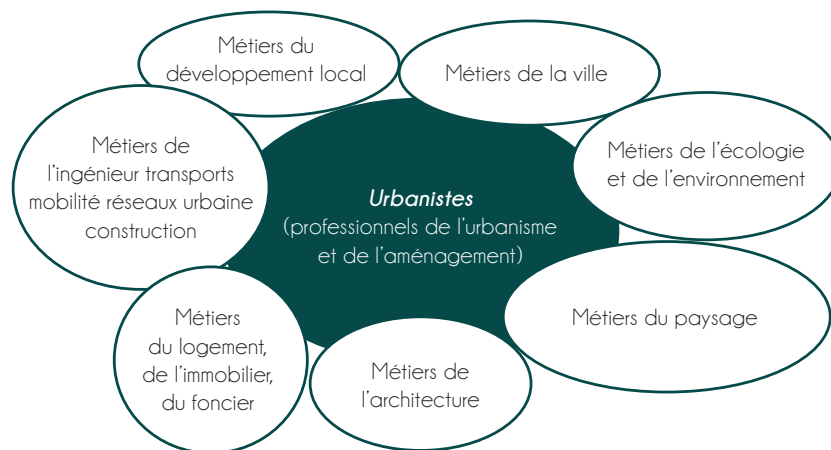 Métiers du
développement local
Métiers de la ville
Métiers de l'écologie
et de l'environnement
Métiers de
l'ingénieur transports
mobilité réseaux urbaine
construction
Urbanistes
(professionnels de l'urbanisme
et de l'aménagement)
Métiers du paysage
Métiers
du logement,
de l'immobilier,
du foncier
Métiers de
l'architecture